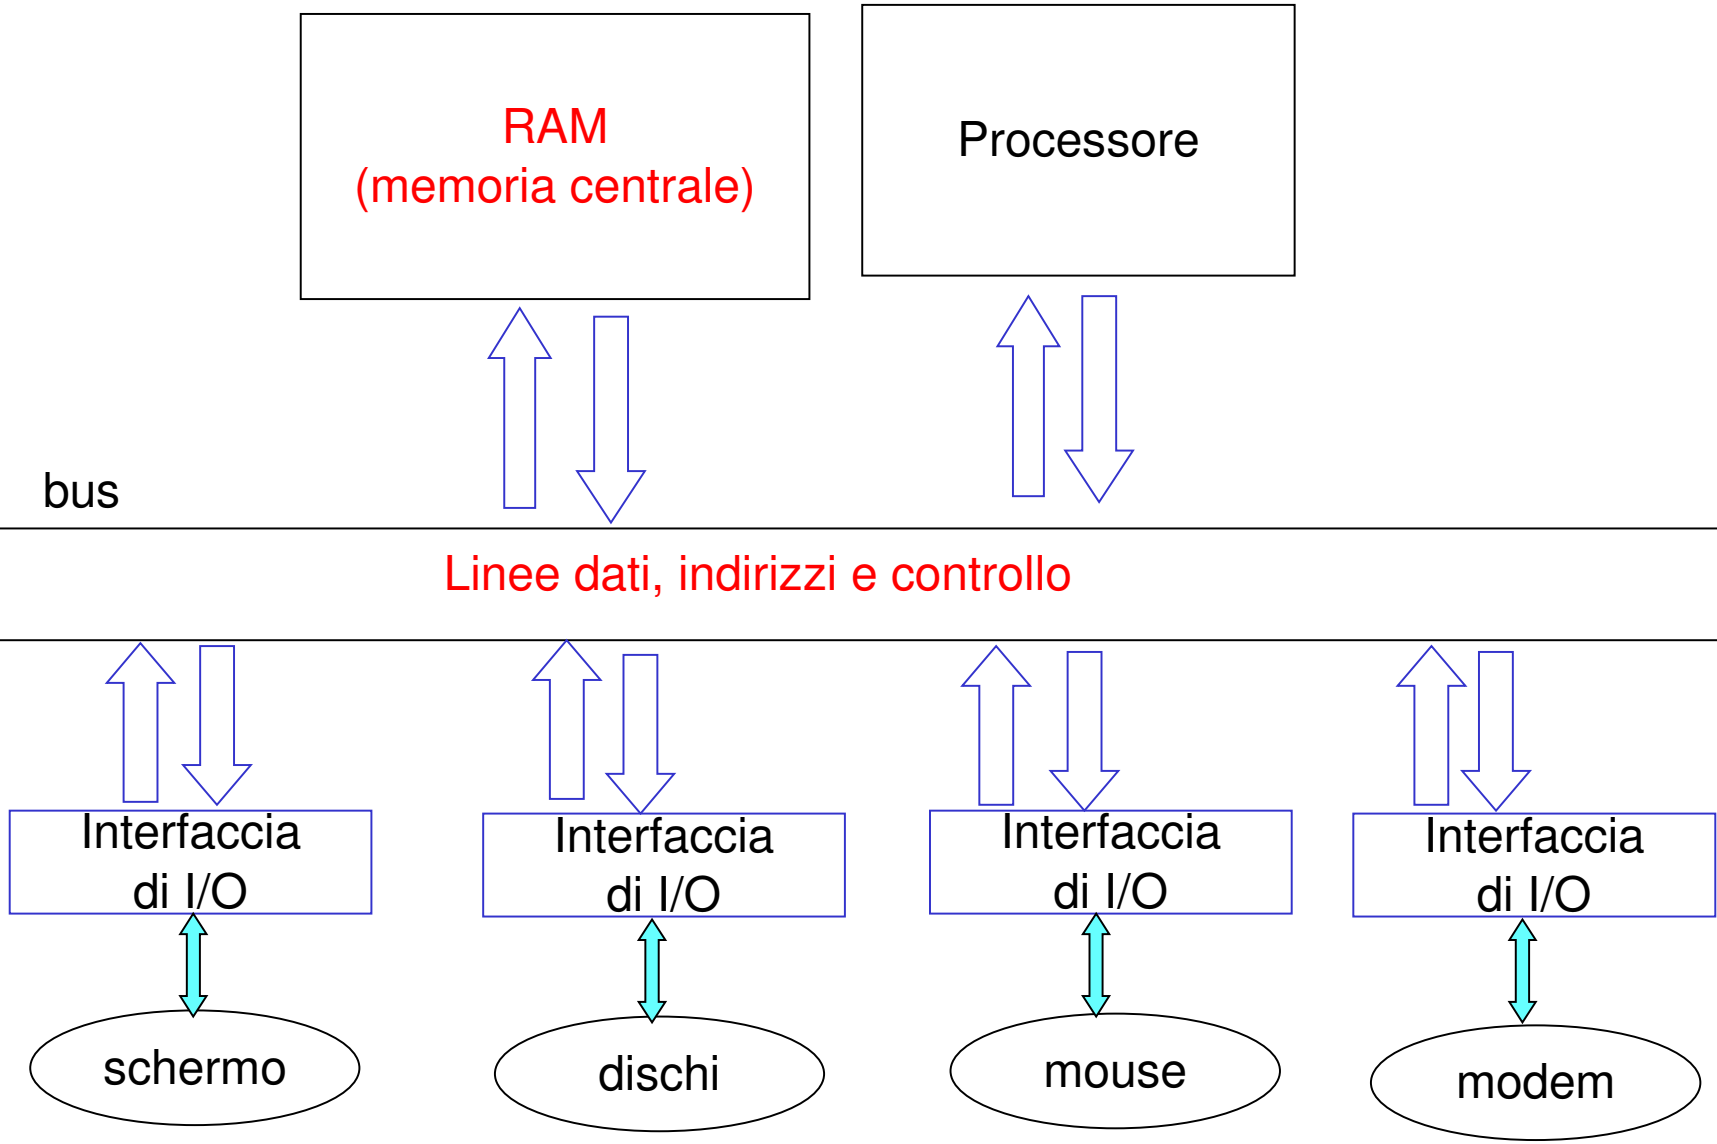 RAM
(memoria centrale)
Processore
bus
Linee dati, indirizzi e controllo
Interfaccia
di I/O
Interfaccia
di I/O
Interfaccia
di I/O
Interfaccia
di I/O
schermo
dischi
mouse
modem